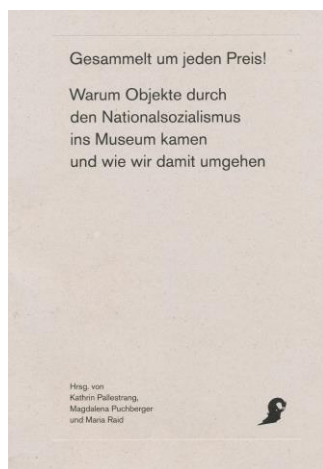 Gesammelt um jeden Preis!
Warum Objekte durch
den Nationalsozialismus
ins Museum kamen
und wie wir damit umgehen
Hrsg. von
Kathrin Pallestrang,
Magdalena Puchberger
und Maria Raid